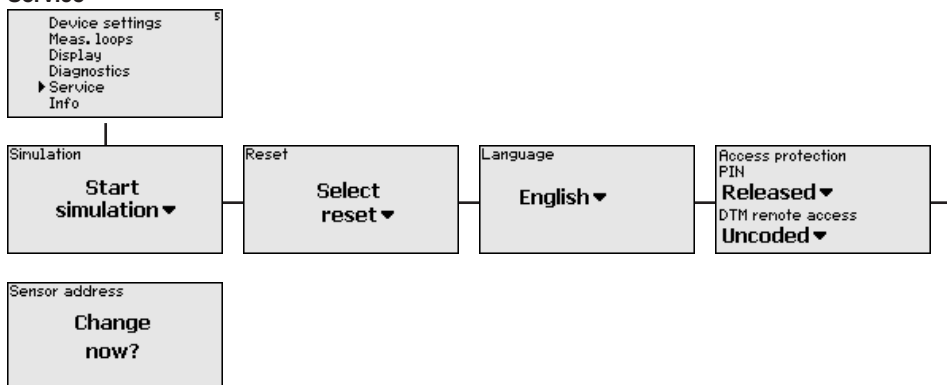 Service
Device settings
5
Meas. loops
Display
Diagnostics
Service
Info
Simulation
Start
simulation
Reset
Select
reset
Language
English
Access protection
PIN
Released
DTM remote access
Uncoded
Sensor address
Change
now?